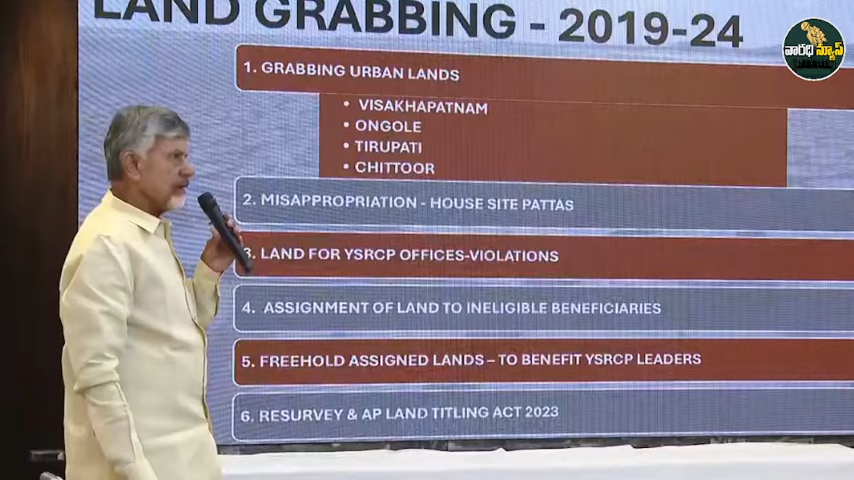 LAND GRABBING - 2019-24
1. GRABBING URBAN LANDS
• VISAKHAPATNAM
• ONGOLE
• TIRUPATI
• CHITTOOR
2. MISAPPROPRIATION - HOUSE SITE PATTAS
3. LAND FOR YSRCP OFFICES-VIOLATIONS
4. ASSIGNMENT OF LAND TO INELIGIBLE BENEFICIARIES
5. FREEHOLD ASSIGNED LANDS – TO BENEFIT YSRCP LEADERS
6. RESURVEY & AP LAND TITLING ACT 2023
వారధి న్యూస్